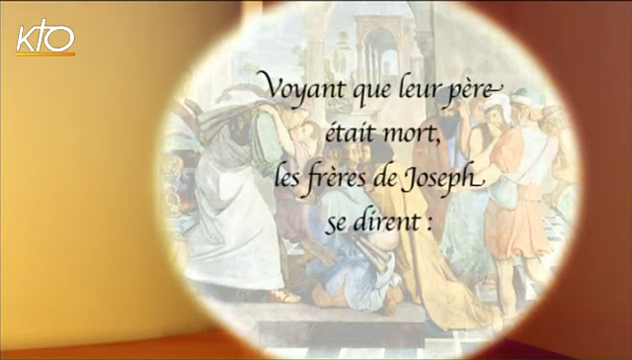 KTO
Voyant que leur père
était mort,
les frères de Joseph
se dirent :